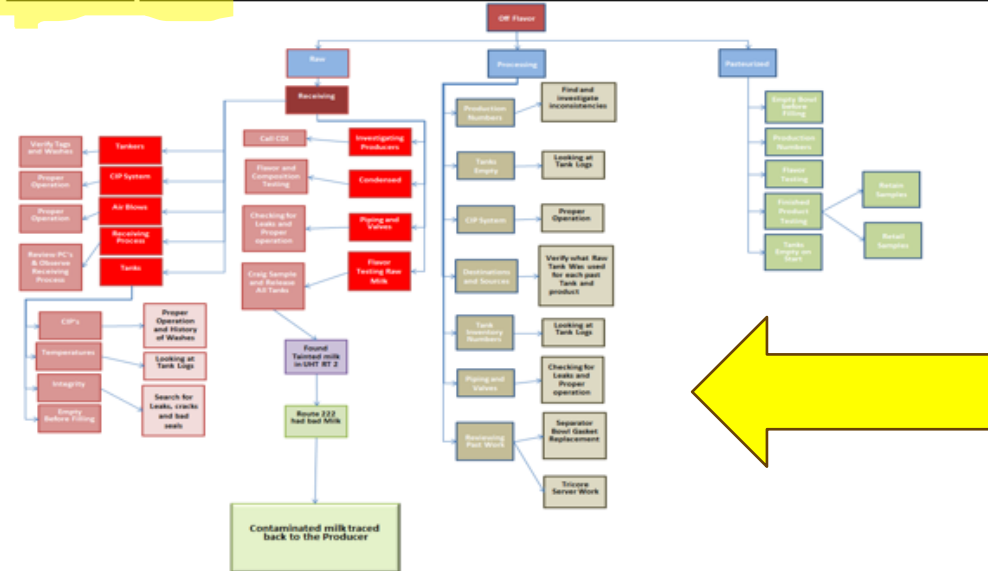 Off Flavor
Raw
Processing
Pasteurized
Receiving
Tankers
Verify Tags
and Washes
CIP System
Proper
Operation
Air Blows
Proper
Operation
Receiving
Process
Review PC's
& Observe
Receiving
Process
Tanks
CIP's
Proper
Operation
and History
of Washes
Temperatures
Looking at
Tank Logs
Integrity
Search for
Leaks, cracks
and bad
seals
Empty
Before Filling
Investigating
Producers
Call CDI
Condensed
Flavor and
Composition
Testing
Piping and
Valves
Checking for
Leaks and
Proper
operation
Flavor
Testing Raw
Milk
Craig Sample
and Release
All Tanks
Found
Tainted milk
in UHT RT 2
Route 222
had bad Milk
Contaminated milk traced
back to the Producer
Production
Numbers
Find and
investigate
inconsistencies
Tanks
Empty
Looking at
Tank Logs
CIP System
Proper
Operation
Destinations
and Sources
Verify what Raw
Tank Was used
for each past
Tank and
product
Tank
Inventory
Numbers
Looking at
Tank Logs
Piping and
Valves
Checking for
Leaks and
Proper
operation
Reviewing
Past Work
Separator
Bowl Gasket
Replacement
Tricore
Server Work
Empty Bowl
before
Filling
Production
Numbers
Flavor
Testing
Finished
Product
Testing
Retain
Samples
Retail
Samples
Tanks
Empty on
Start